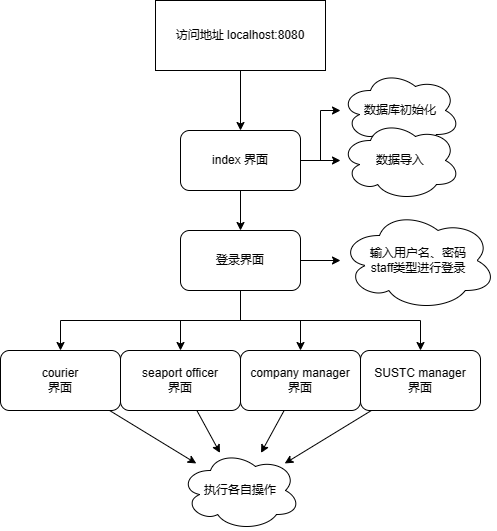 访问地址 localhost:8080
数据库初始化
index 界面
数据导入
登录界面
输入用户名、密码
staff类型进行登录
courier
界面
seaport officer
界面
company manager
界面
SUSTC manager
界面
执行各自操作